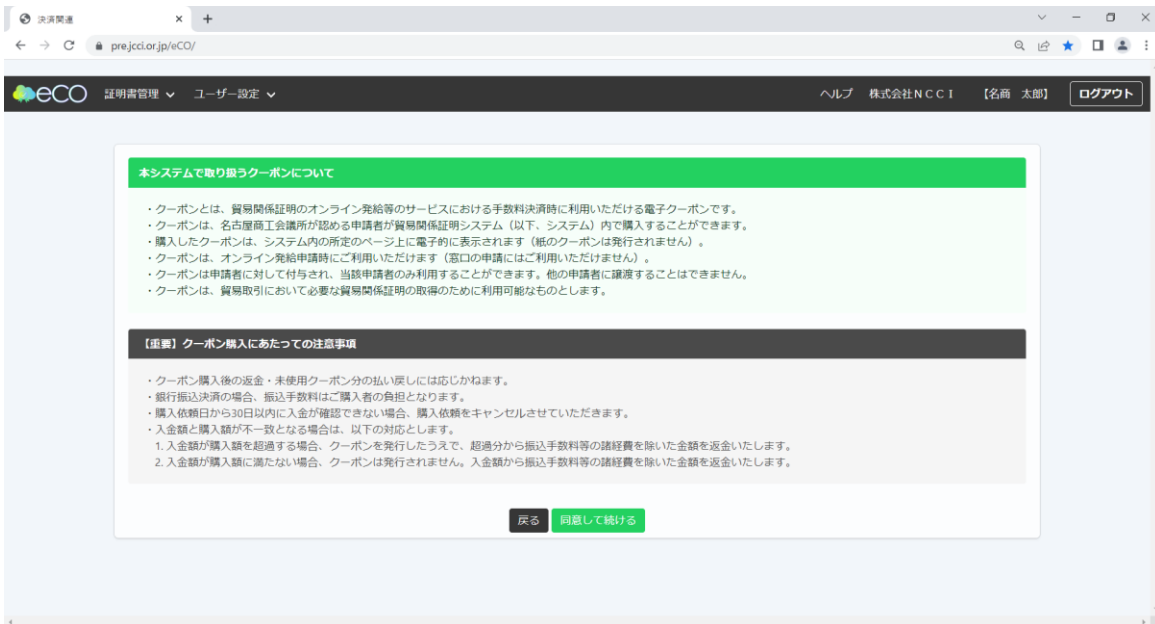 決済関連
pre.jcci.or.jp/eCO/
eCO 証明書管理 ユーザー設定 ヘルプ 株式会社NCCI 【名商 太郎】 ログアウト
本システムで取り扱うクーポンについて
・クーポンとは、貿易関係証明のオンライン発給等のサービスにおける手数料決済時に利用いただける電子クーポンです。
・クーポンは、名古屋商工会議所が認める申請者が貿易関係証明システム（以下、システム）内で購入することができます。
・購入したクーポンは、システム内の所定のページ上に電子的に表示されます（紙のクーポンは発行されません）。
・クーポンは、オンライン発給申請時にご利用いただけます（窓口の申請にはご利用いただけません）。
・クーポンは申請者に対して付与され、当該申請者のみ利用することができます。他の申請者に譲渡することはできません。
・クーポンは、貿易取引において必要な貿易関係証明の取得のために利用可能なものとします。
【重要】クーポン購入にあたっての注意事項
・クーポン購入後の返金・未使用クーポン分の払い戻しには応じかねます。
・銀行振込決済の場合、振込手数料はご購入者の負担となります。
・購入依頼日から30日以内に入金が確認できない場合、購入依頼をキャンセルさせていただきます。
・入金額と購入額が不一致となる場合は、以下の対応とします。
1. 入金額が購入額を超過する場合、クーポンを発行したうえで、超過分から振込手数料等の諸経費を除いた金額を返金いたします。
2. 入金額が購入額に満たない場合、クーポンは発行されません。入金額から振込手数料等の諸経費を除いた金額を返金いたします。
戻る 同意して続ける